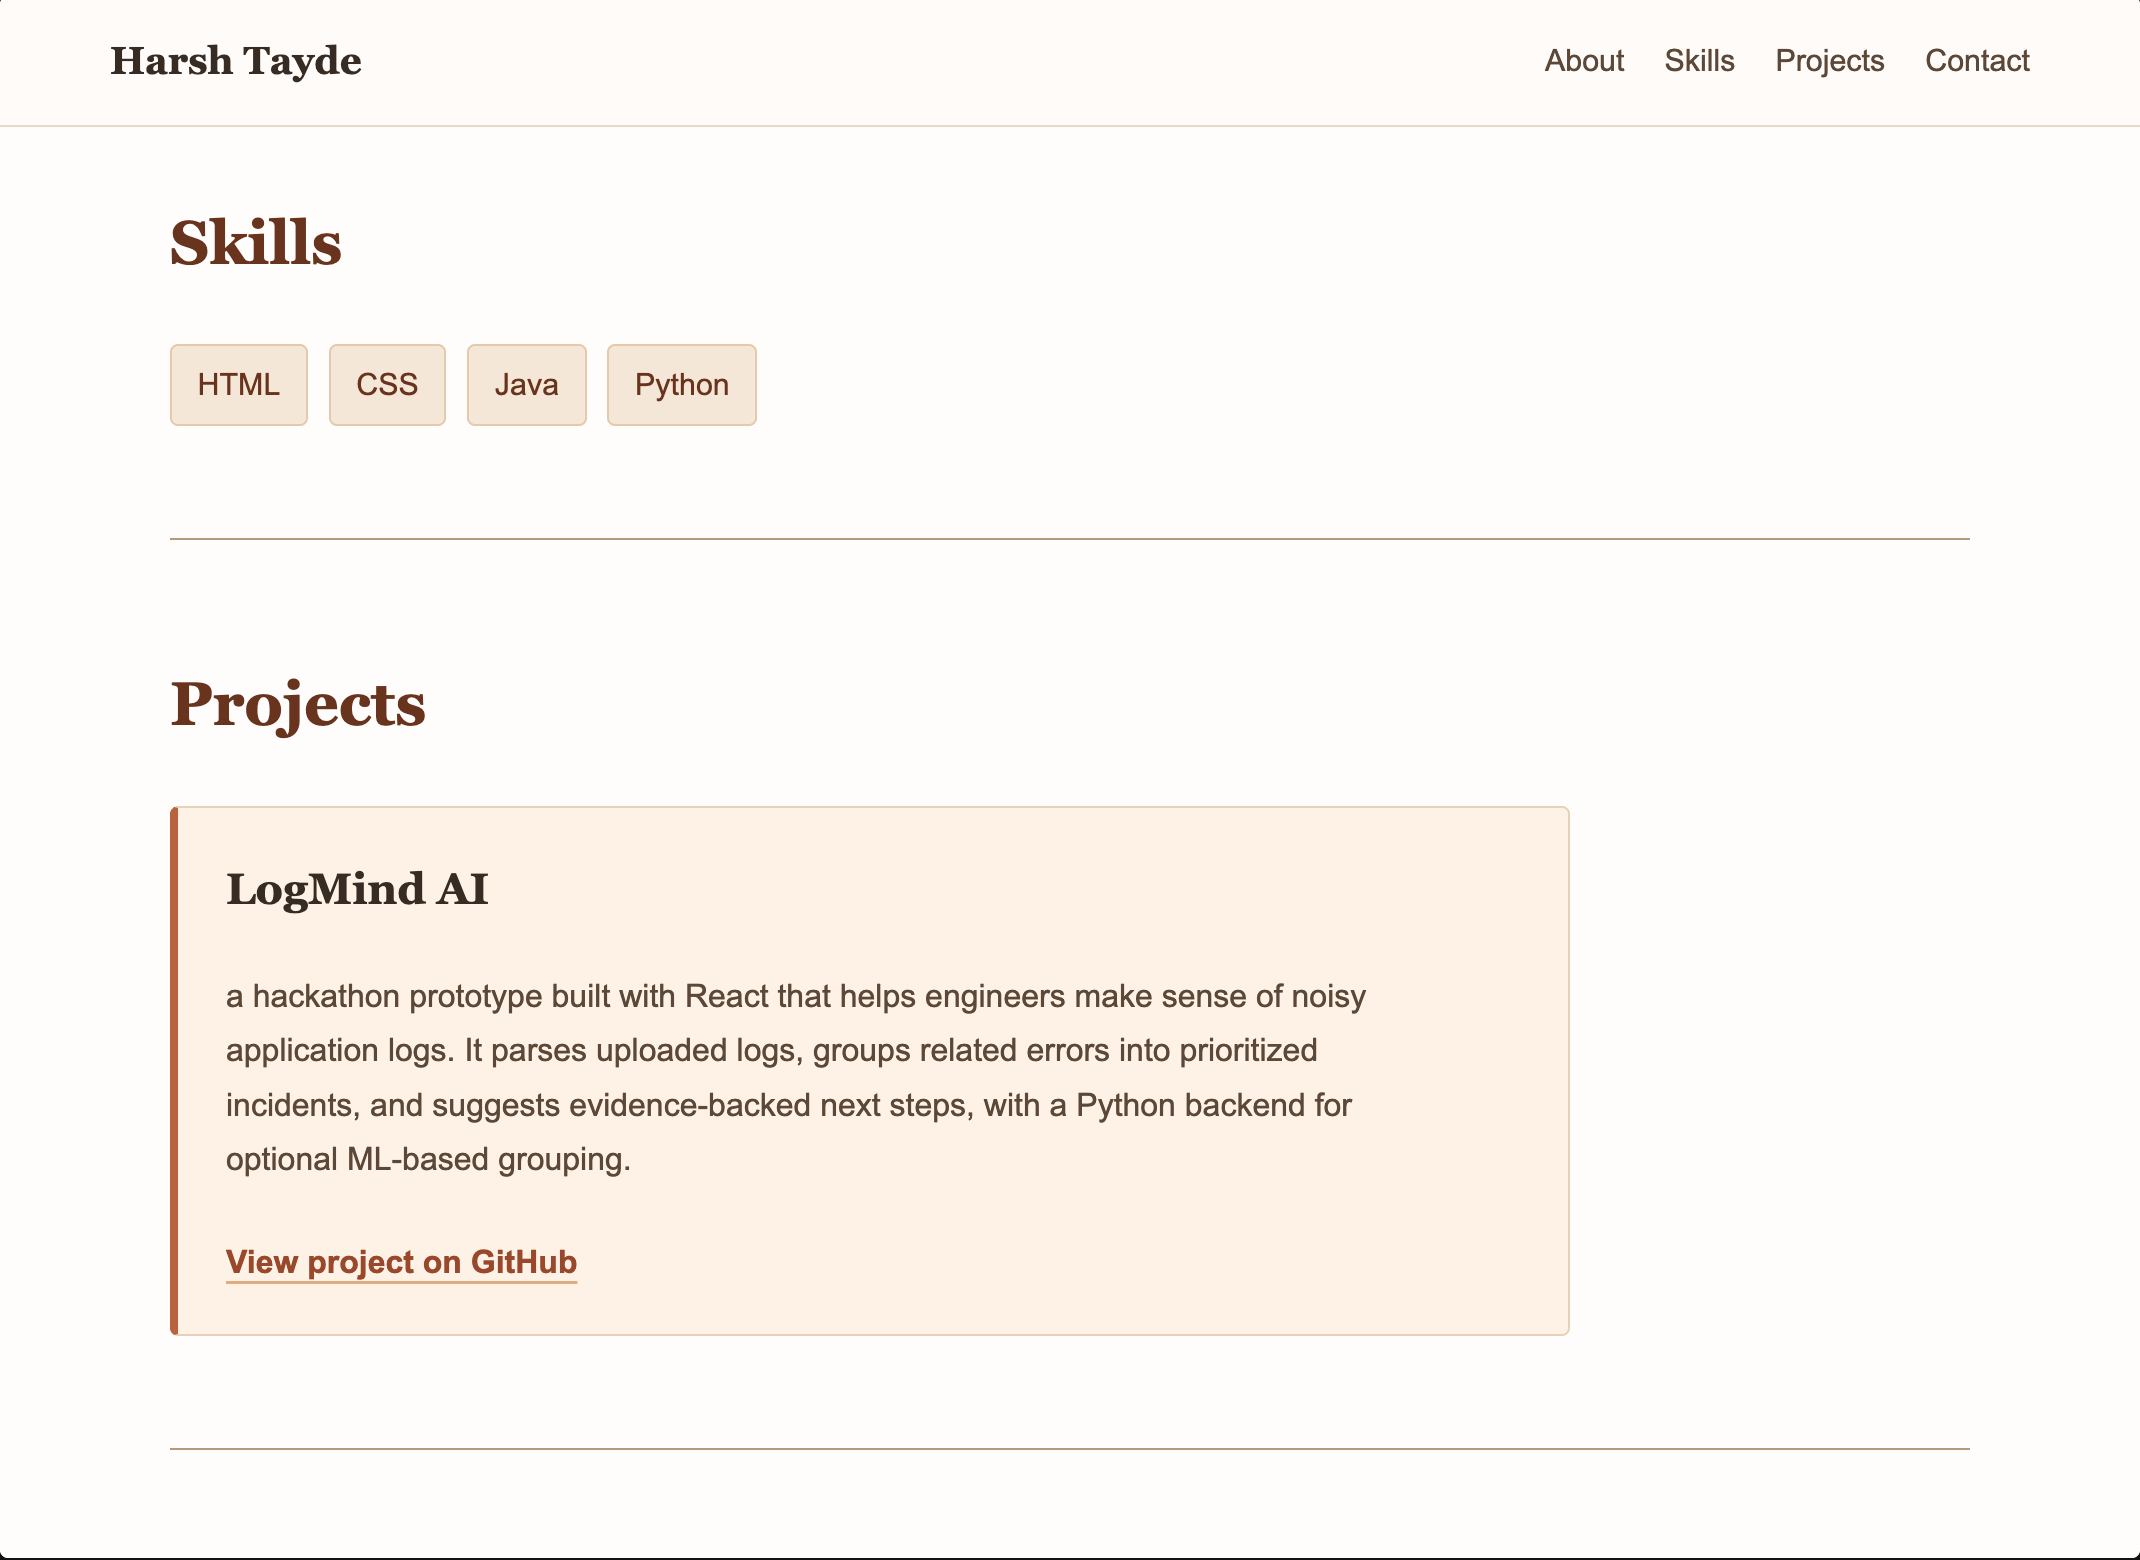 Harsh Tayde
About Skills Projects Contact
Skills
HTML CSS Java Python
Projects
LogMind AI
a hackathon prototype built with React that helps engineers make sense of noisy
application logs. It parses uploaded logs, groups related errors into prioritized
incidents, and suggests evidence-backed next steps, with a Python backend for
optional ML-based grouping.
View project on GitHub